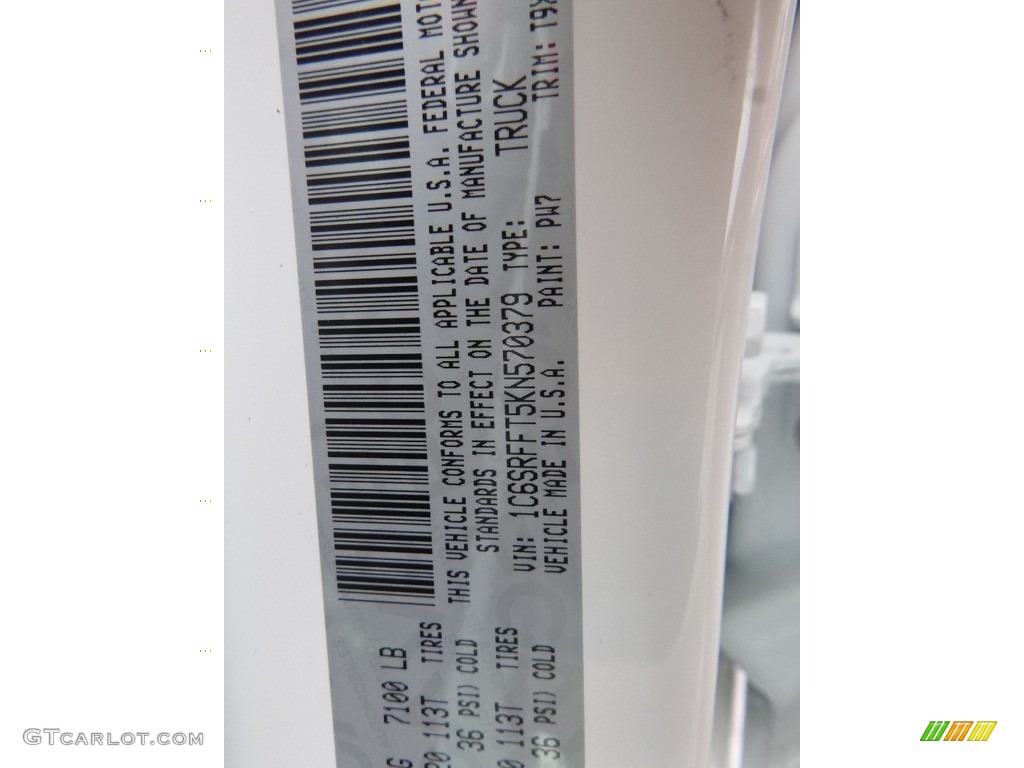 7100 LB
113T TIRES
36 PSI) COLD
113T TIRES
36 PSI) COLD
THIS VEHICLE CONFORMS TO ALL APPLICABLE U.S.A. FEDERAL
STANDARDS IN EFFECT ON THE DATE OF MANUFACTURE SHOWN
VIN: 1C6SRFFT5KN570379 TYPE: TRUCK
VEHICLE MADE IN U.S.A. PAINT: PW7 TRIM:
GTCARLOT.COM